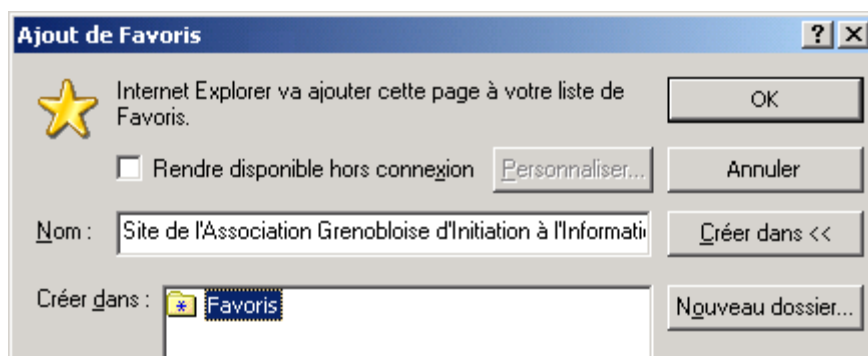 Ajout de Favoris
Internet Explorer va ajouter cette page à votre liste de
Favoris.
OK
Rendre disponible hors connexion
Personnaliser...
Annuler
Nom :
Site de l'Association Grenobloise d'Initiation à l'Informati
Créer dans <<
Créer dans :
Favoris
Nouveau dossier...